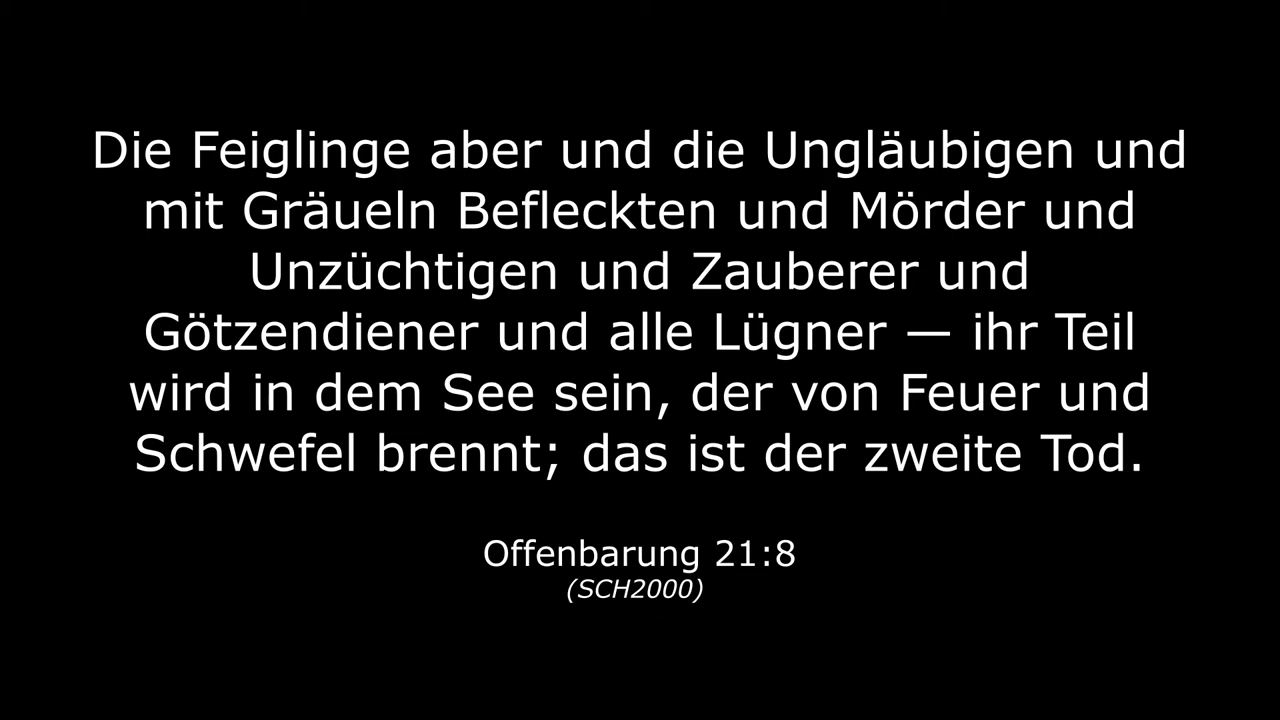 Die Feiglinge aber und die Ungläubigen und
mit Gräueln Befleckten und Mörder und
Unzüchtigen und Zauberer und
Götzendiener und alle Lügner — ihr Teil
wird in dem See sein, der von Feuer und
Schwefel brennt; das ist der zweite Tod.
Offenbarung 21:8
(SCH2000)